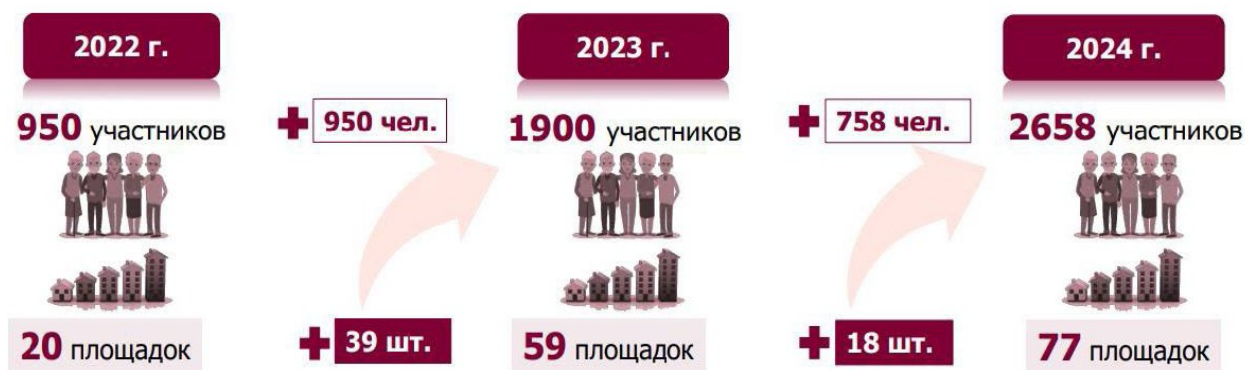 2022 г.
2023 г.
2024 г.
950 участников
+ 950 чел.
1900 участников
+ 758 чел.
2658 участников
20 площадок
+ 39 шт.
59 площадок
+ 18 шт.
77 площадок